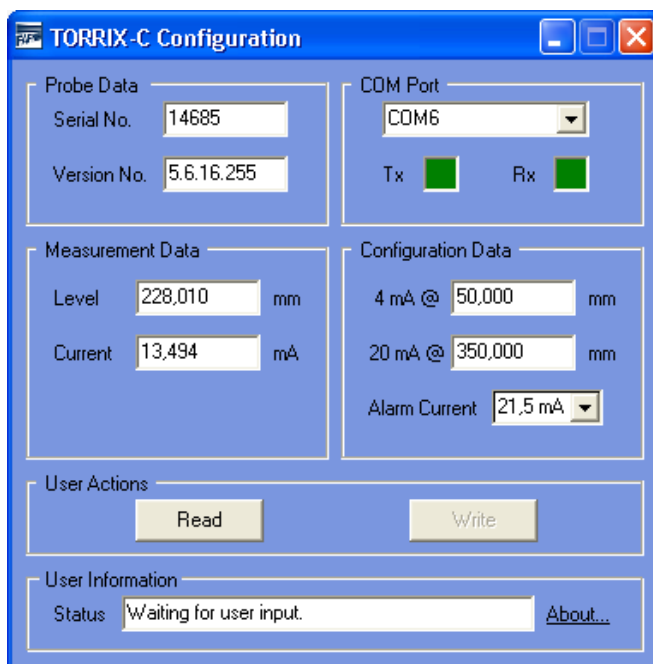 TORRIX-C Configuration
Probe Data
Serial No. 14685
Version No. 5.6.16.255
COM Port
COM6
Tx Rx
Measurement Data
Level 228,010 mm
Current 13,494 mA
Configuration Data
4 mA @ 50,000 mm
20 mA @ 350,000 mm
Alarm Current 21,5 mA
User Actions
Read Write
User Information
Status Waiting for user input. About...